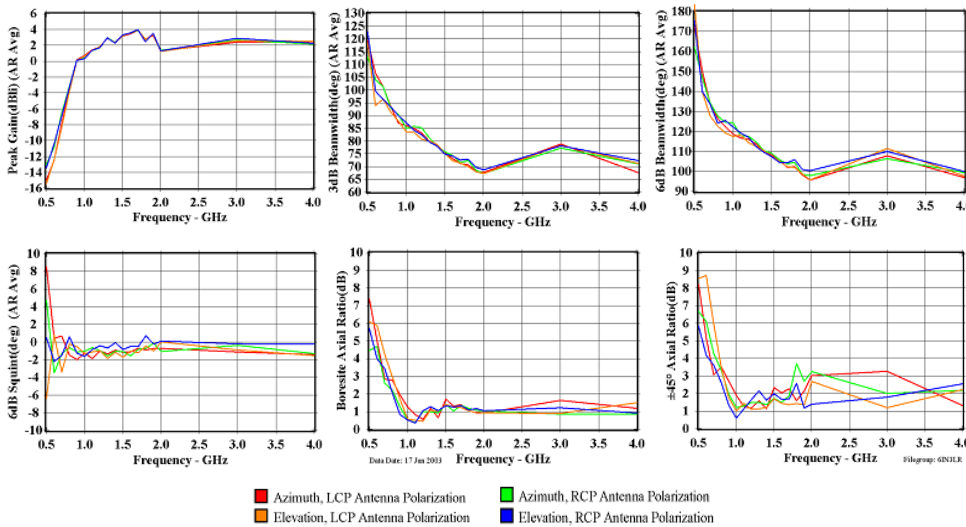 Peak Gain(dBi) (AR Avg)
6
4
2
0
-2
-4
-6
-8
-10
-12
-14
-16
0.5 1.0 1.5 2.0 2.5 3.0 3.5 4.0
Frequency - GHz
3dB Beamwidth(deg) (AR Avg)
130
125
120
115
110
105
100
95
90
85
80
75
70
65
60
0.5 1.0 1.5 2.0 2.5 3.0 3.5 4.0
Frequency - GHz
6dB Beamwidth(deg) (AR Avg)
180
170
160
150
140
130
120
110
100
90
0.5 1.0 1.5 2.0 2.5 3.0 3.5 4.0
Frequency - GHz
6dB Squint(deg) (AR Avg)
10
8
6
4
2
0
-2
-4
-6
-8
-10
0.5 1.0 1.5 2.0 2.5 3.0 3.5 4.0
Frequency - GHz
Boresite Axial Ratio(dB)
10
9
8
7
6
5
4
3
2
1
0
0.5 1.0 1.5 2.0 2.5 3.0 3.5 4.0
Data Date: 17 Jun 2003
Frequency - GHz
±45° Axial Ratio(dB)
10
9
8
7
6
5
4
3
2
1
0
0.5 1.0 1.5 2.0 2.5 3.0 3.5 4.0
Frequency - GHz
Filegroup: 6IN3LR
Azimuth, LCP Antenna Polarization
Azimuth, RCP Antenna Polarization
Elevation, LCP Antenna Polarization
Elevation, RCP Antenna Polarization